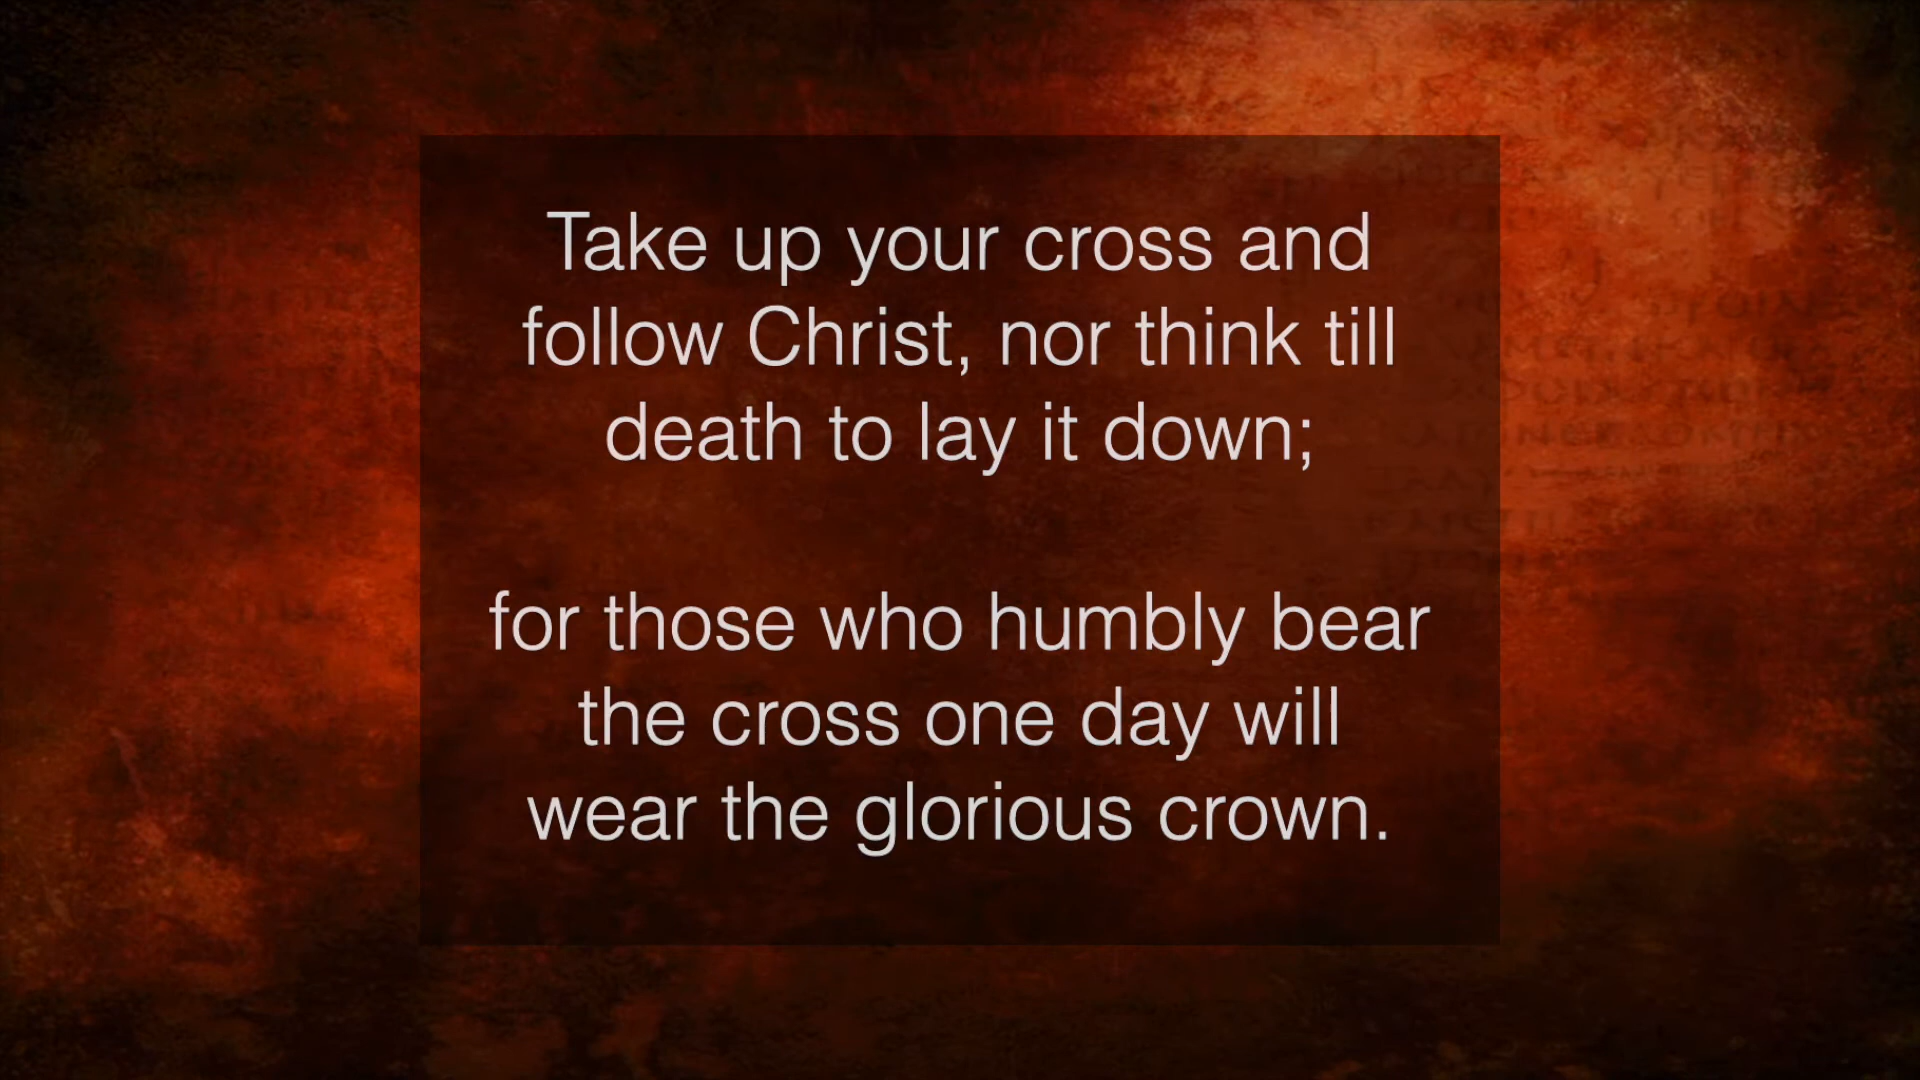 Take up your cross and
follow Christ, nor think till
death to lay it down;
for those who humbly bear
the cross one day will
wear the glorious crown.